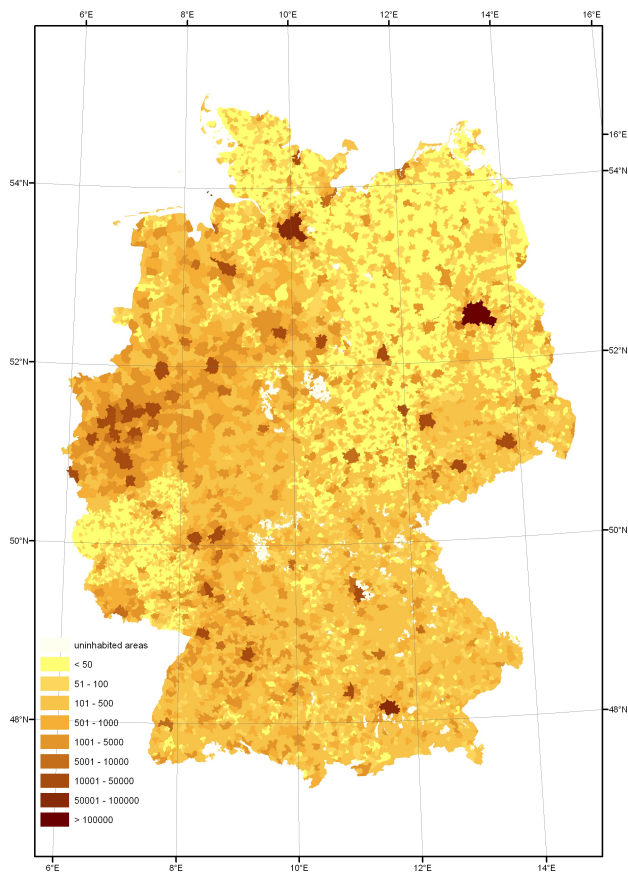 6°E 8°E 10°E 12°E 14°E 16°E
16°E
54°N 54°N
52°N 52°N
50°N 50°N
uninhabited areas
< 50
51 - 100
101 - 500
501 - 1000
48°N 48°N
1001 - 5000
5001 - 10000
10001 - 50000
50001 - 100000
> 100000
6°E 8°E 10°E 12°E 14°E